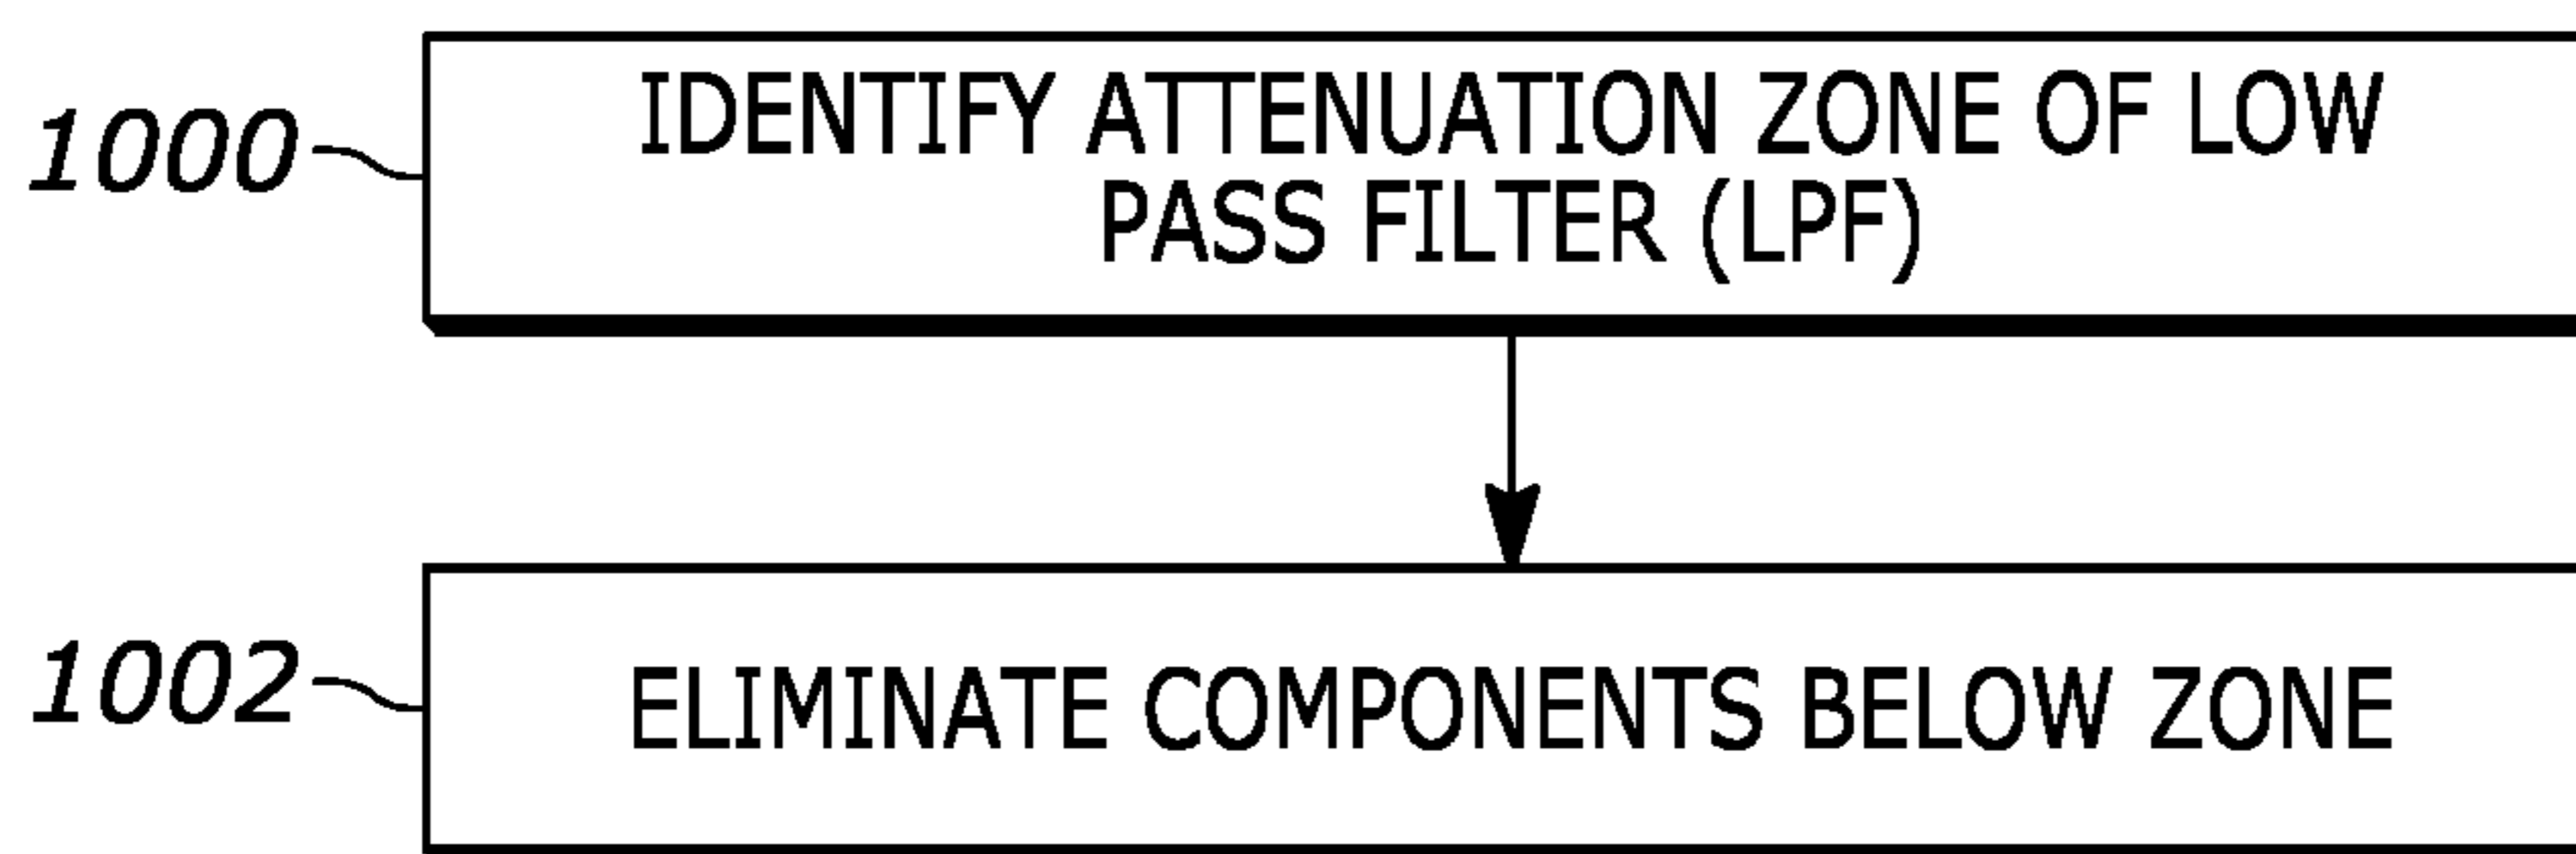 1000
IDENTIFY ATTENUATION ZONE OF LOW
PASS FILTER (LPF)
1002
ELIMINATE COMPONENTS BELOW ZONE